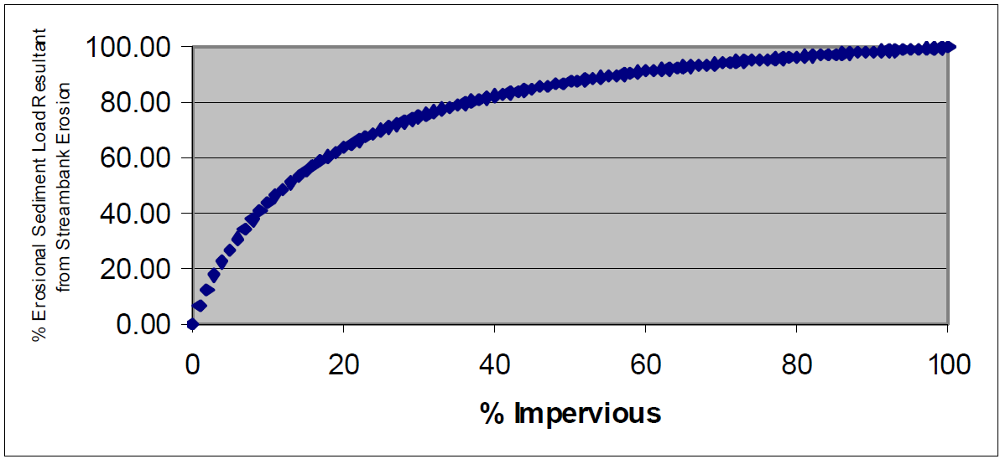 % Erosional Sediment Load Resultant
from Streambank Erosion
100.00
80.00
60.00
40.00
20.00
0.00
0 20 40 60 80 100
% Impervious